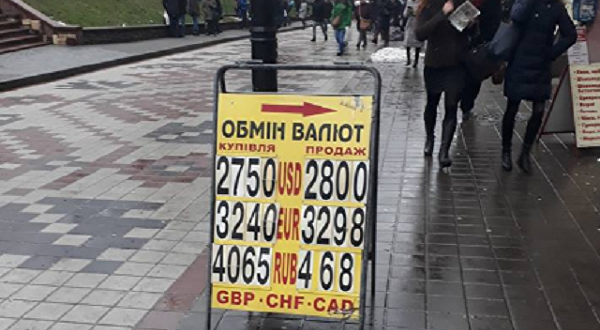 ОБМІН ВАЛЮТ
КУПІВЛЯ ПРОДАЖ
2750 USD 2800
3240 EUR 3298
4065 RUB 468
GBP · CHF · CAD